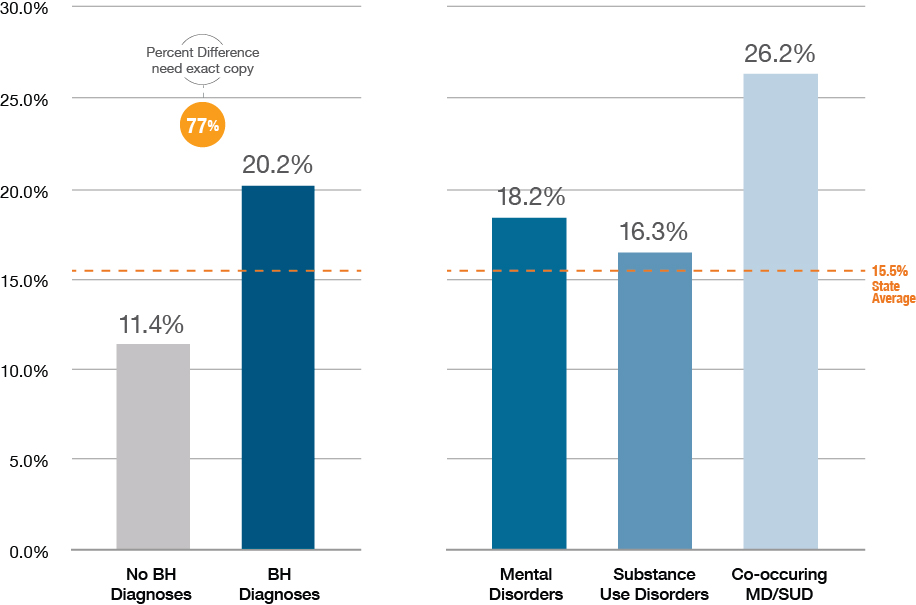 30.0%
25.0%
20.0%
15.0%
10.0%
5.0%
0.0%
Percent Difference
need exact copy
77%
11.4%
20.2%
No BH
Diagnoses
BH
Diagnoses
18.2%
16.3%
26.2%
15.5%
State
Average
Mental
Disorders
Substance
Use Disorders
Co-occuring
MD/SUD